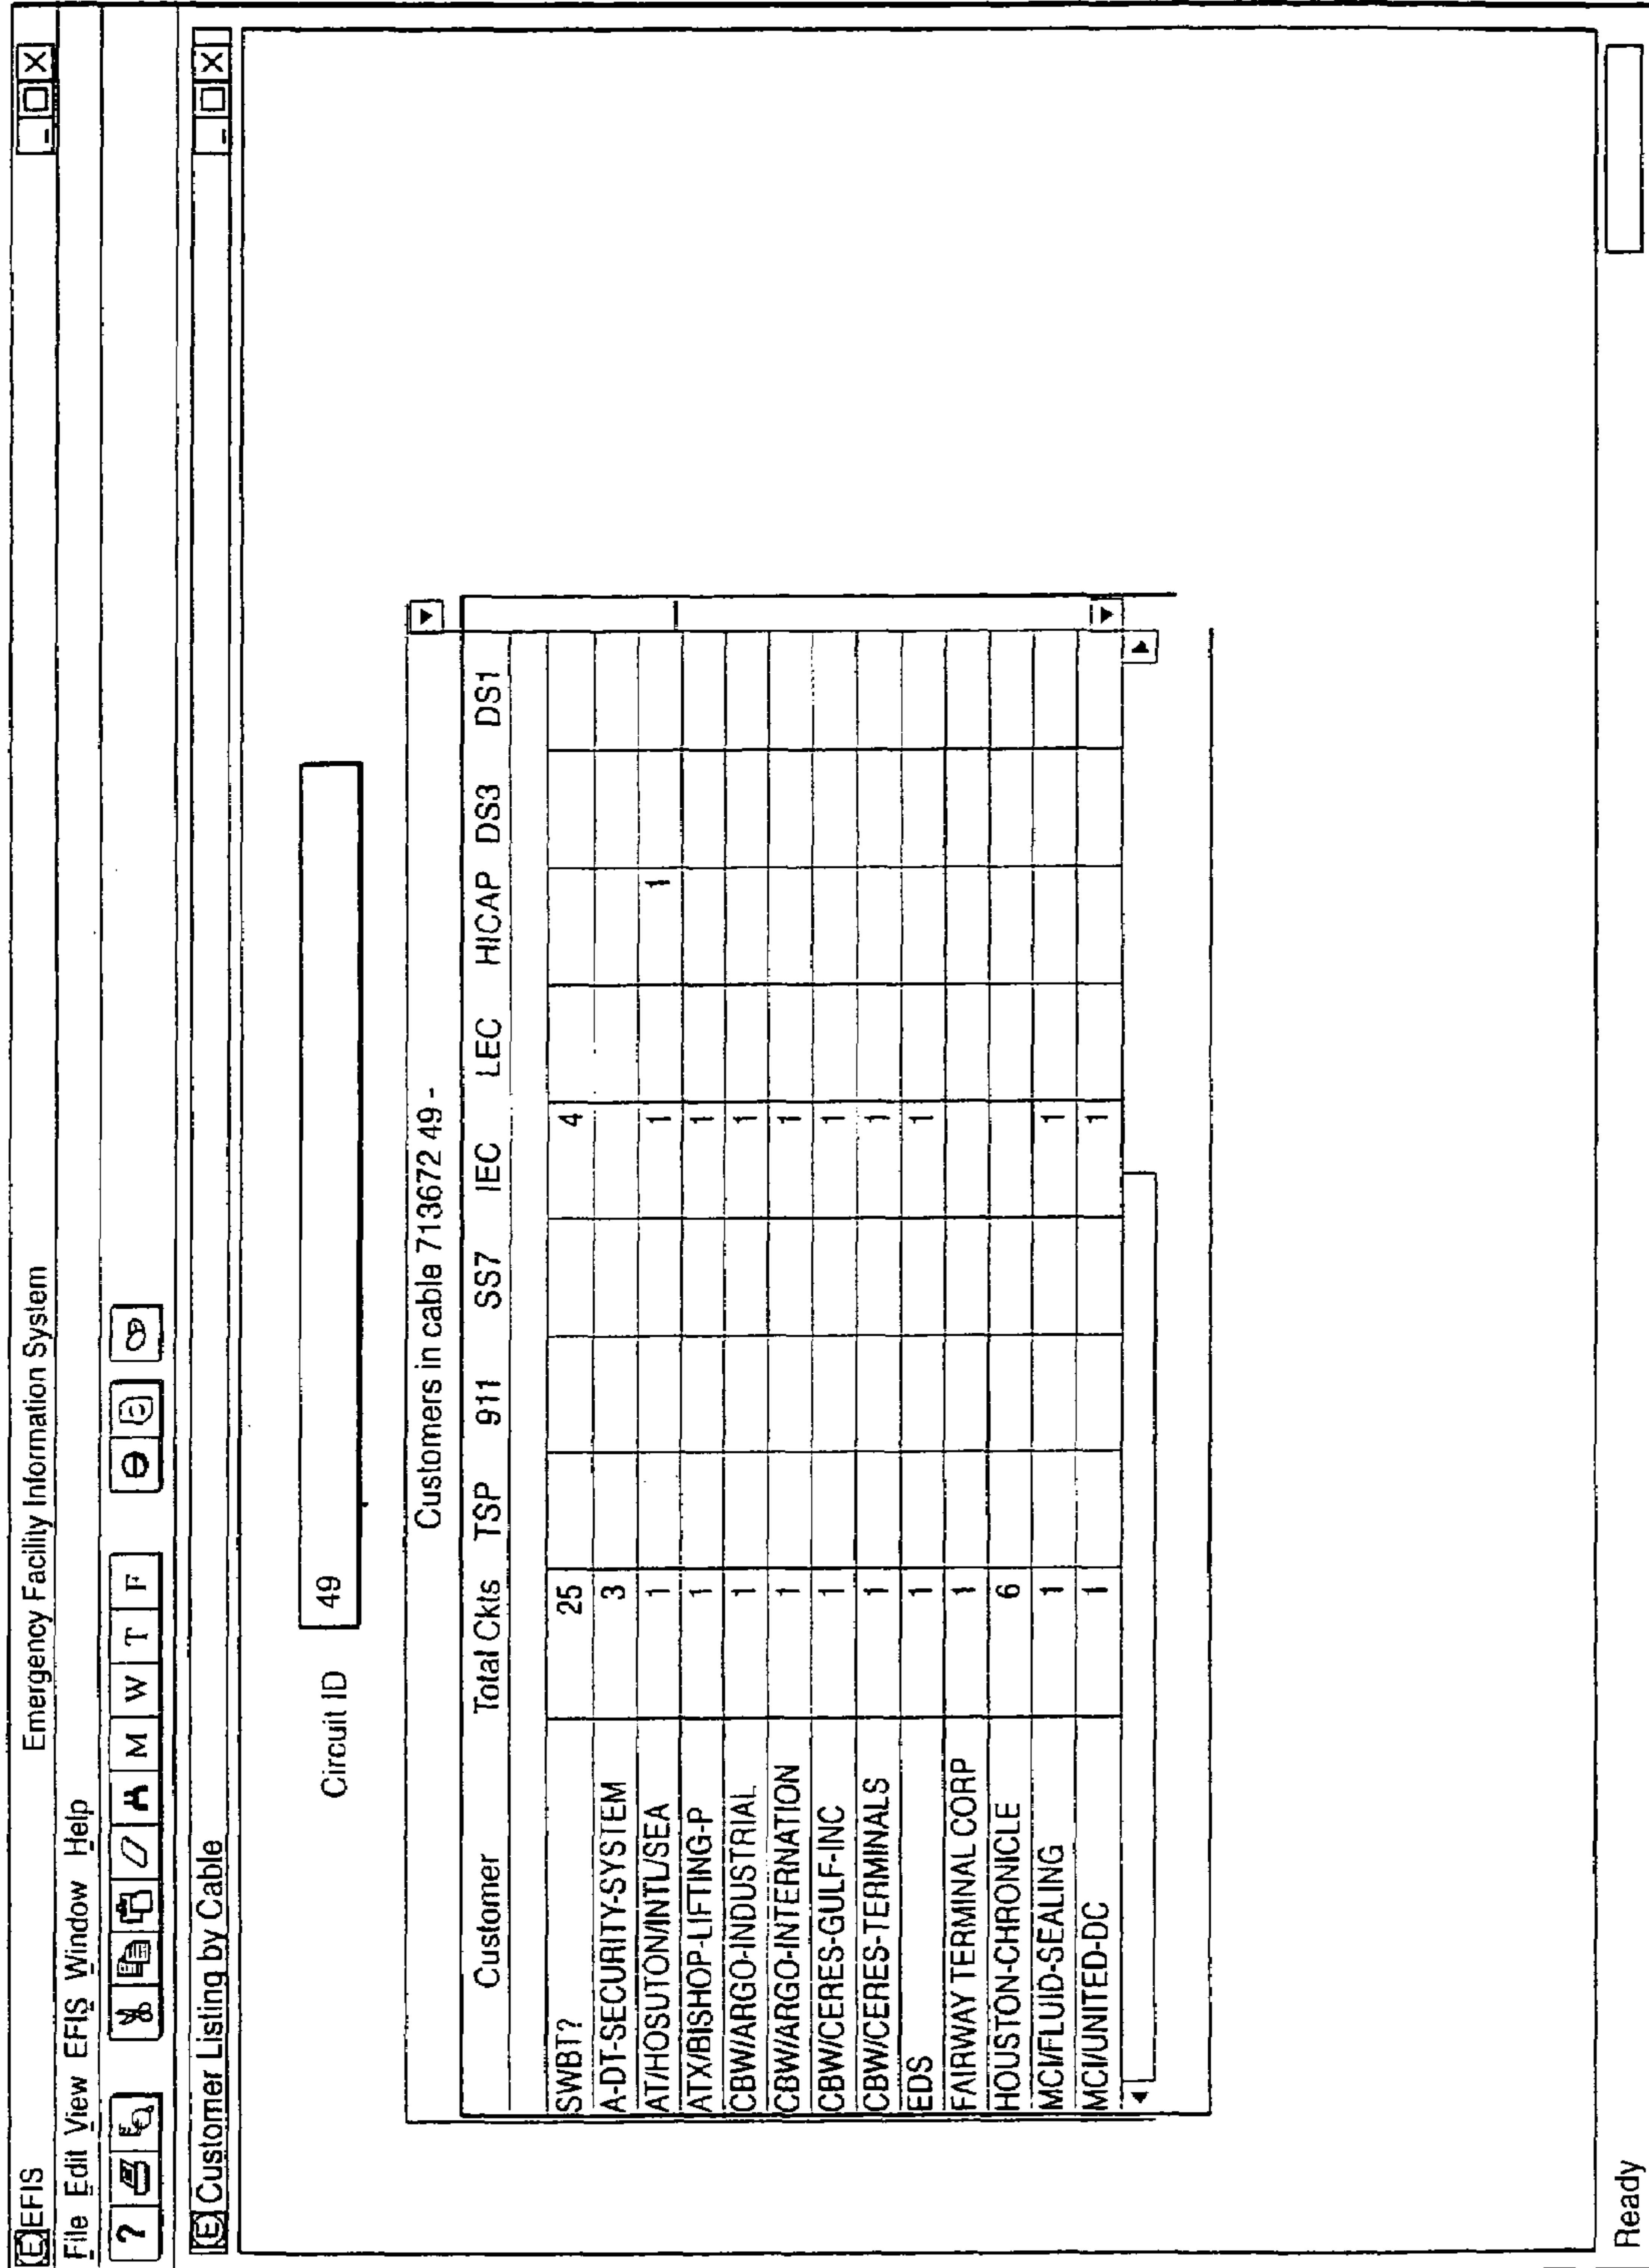 (E) EFIS Emergency Facility Information System _ X
File Edit View EFIS Window Help
? M W T F
(E) Customer Listing by Cable _ X
Circuit ID 49
Customers in cable 713672 49 -
Customer Total Ckts TSP 911 SS7 IEC LEC HICAP DS3 DS1
SWBT? 25 4
A-DT-SECURITY-SYSTEM 3
AT/HOSUTON/INTL/SEA 1 1 1
ATX/BISHOP-LIFTING-P 1 1
CBW/ARGO-INDUSTRIAL 1 1
CBW/ARGO-INTERNATION 1 1
CBW/CERES-GULF-INC 1 1
CBW/CERES-TERMINALS 1 1
EDS 1 1
FAIRWAY TERMINAL CORP 1
HOUSTON-CHRONICLE 6
MCI/FLUID-SEALING 1 1
MCI/UNITED-DC 1 1
Ready